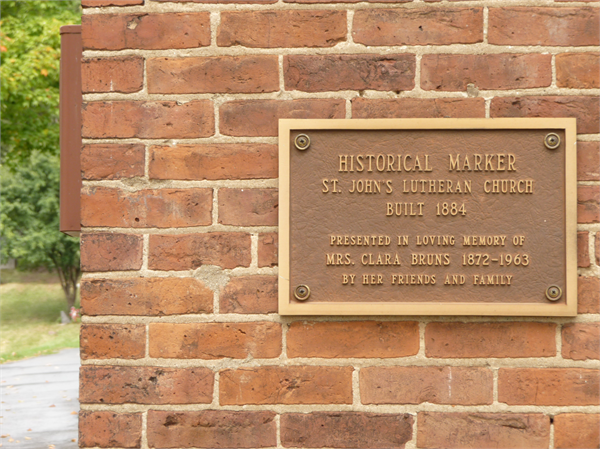 HISTORICAL MARKER
ST. JOHN'S LUTHERAN CHURCH
BUILT 1884
PRESENTED IN LOVING MEMORY OF
MRS. CLARA BRUNS 1872-1963
BY HER FRIENDS AND FAMILY